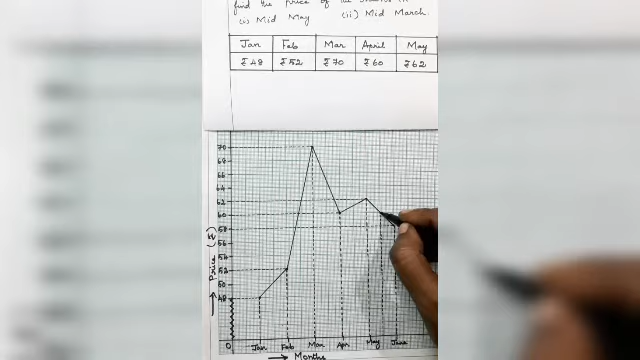 find the price of the shares in
(i) Mid May (ii) Mid March.
Jan Feb Mar April May
₹48 ₹52 ₹70 ₹60 ₹62
70
68
66
64
62
60
58
56
54
52
50
48
0
Price (₹)
Jan Feb Mar Apr May June
Months